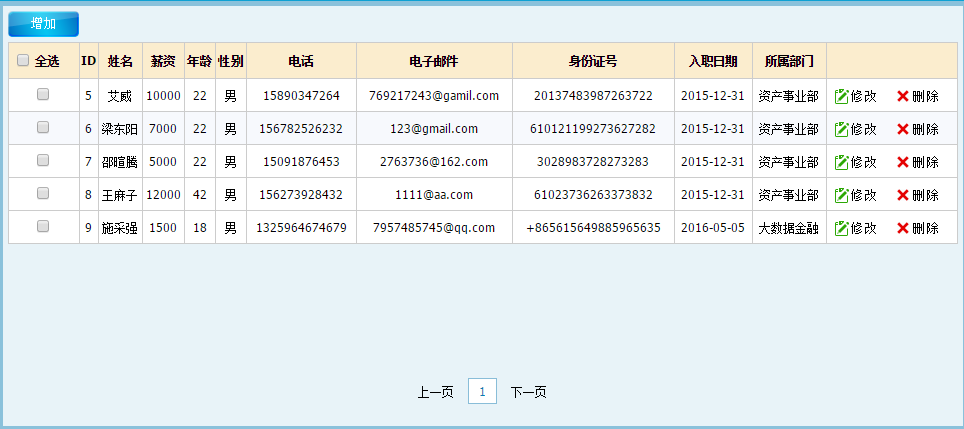 增加
全选 ID 姓名 薪资 年龄 性别 电话 电子邮件 身份证号 入职日期 所属部门
5 艾威 10000 22 男 15890347264 769217243@gamil.com 20137483987263722 2015-12-31 资产事业部 修改 删除
6 梁东阳 7000 22 男 156782526232 123@gmail.com 610121199273627282 2015-12-31 资产事业部 修改 删除
7 邵暄腾 5000 22 男 15091876453 2763736@162.com 3028983728273283 2015-12-31 资产事业部 修改 删除
8 王麻子 12000 42 男 156273928432 1111@aa.com 61023736263373832 2015-12-31 资产事业部 修改 删除
9 施采强 1500 18 男 1325964674679 7957485745@qq.com +865615649885965635 2016-05-05 大数据金融 修改 删除
上一页 1 下一页